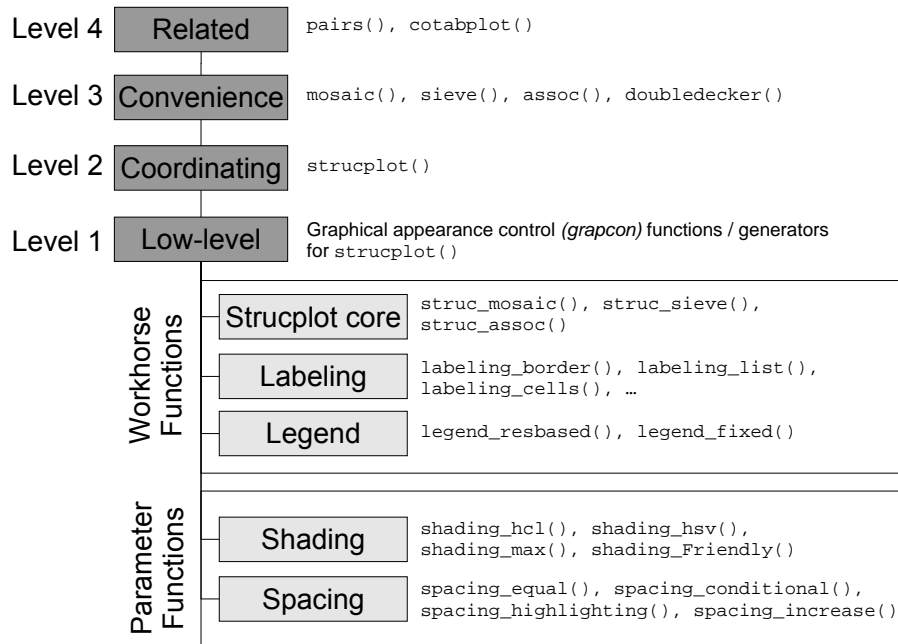 Level 4 Related pairs(), cotabplot()
Level 3 Convenience mosaic(), sieve(), assoc(), doubledecker()
Level 2 Coordinating strucplot()
Level 1 Low-level Graphical appearance control (grapcon) functions / generators
for strucplot()
Workhorse
Functions
Strucplot core struc_mosaic(), struc_sieve(),
struc_assoc()
Labeling labeling_border(), labeling_list(),
labeling_cells(), …
Legend legend_resbased(), legend_fixed()
Parameter
Functions
Shading shading_hcl(), shading_hsv(),
shading_max(), shading_Friendly()
Spacing spacing_equal(), spacing_conditional(),
spacing_highlighting(), spacing_increase()